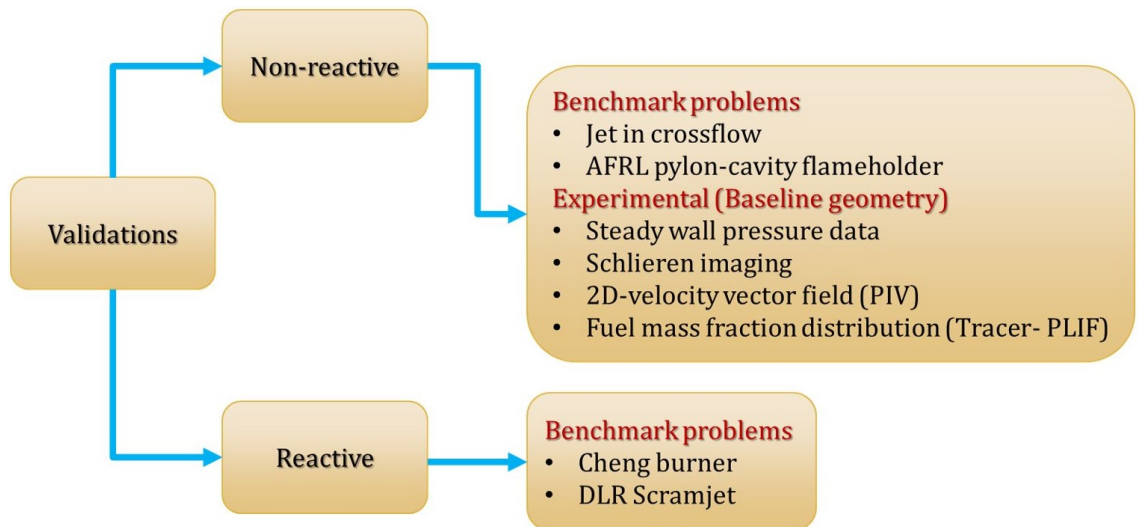 Non-reactive
Benchmark problems
• Jet in crossflow
• AFRL pylon-cavity flameholder
Experimental (Baseline geometry)
• Steady wall pressure data
• Schlieren imaging
• 2D-velocity vector field (PIV)
• Fuel mass fraction distribution (Tracer- PLIF)
Validations
Reactive
Benchmark problems
• Cheng burner
• DLR Scramjet